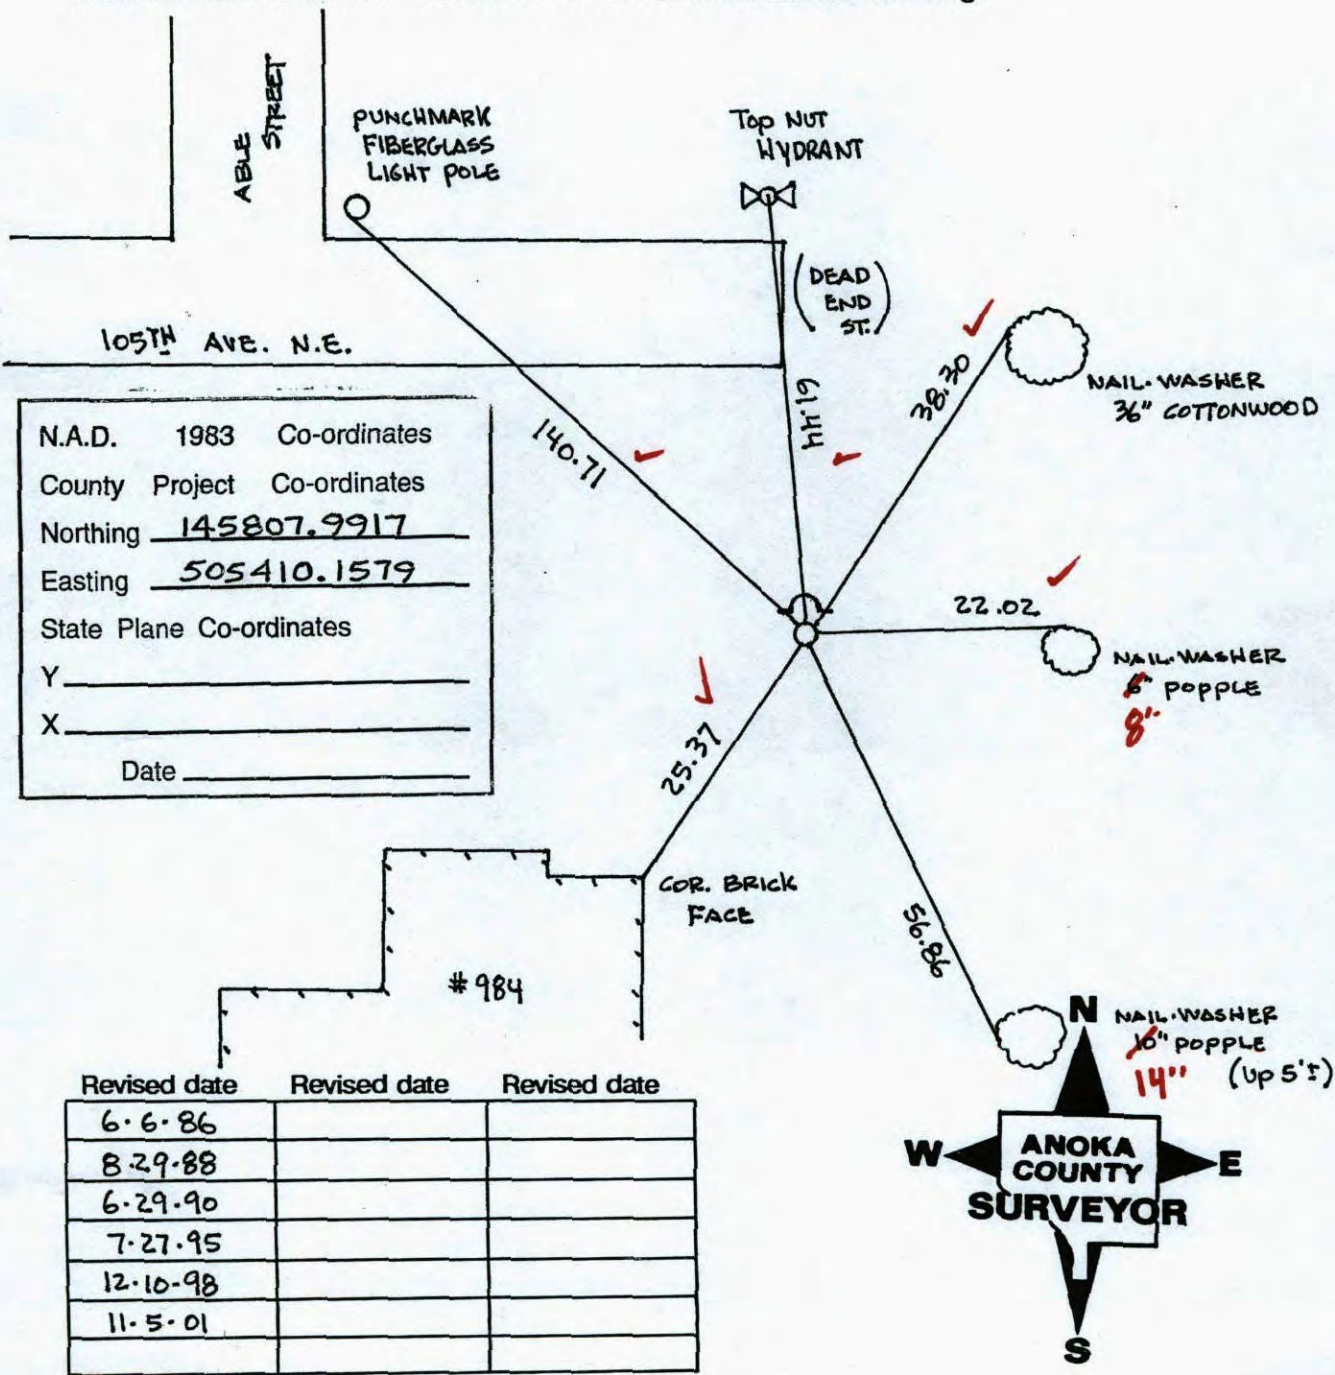 ABLE
STREET
PUNCHMARK
FIBERGLASS
LIGHT POLE
TOP NUT
HYDRANT
(DEAD
END
ST.)
105TH AVE. N.E.
NAIL·WASHER
36" COTTONWOOD
140.71
61.44
38.30
N.A.D. 1983 Co-ordinates
County Project Co-ordinates
Northing 145807.9917
Easting 505410.1579
State Plane Co-ordinates
Y
X
Date
22.02
NAIL·WASHER
6" POPPLE
8"
25.37
COR. BRICK
FACE
56.86
#984
NAIL·WASHER
10" POPPLE
14" (UP 5'±)
Revised date Revised date Revised date
6·6·86
8·29·88
6·29·90
7·27·95
12·10·98
11·5·01
N
W
E
S
ANOKA
COUNTY
SURVEYOR